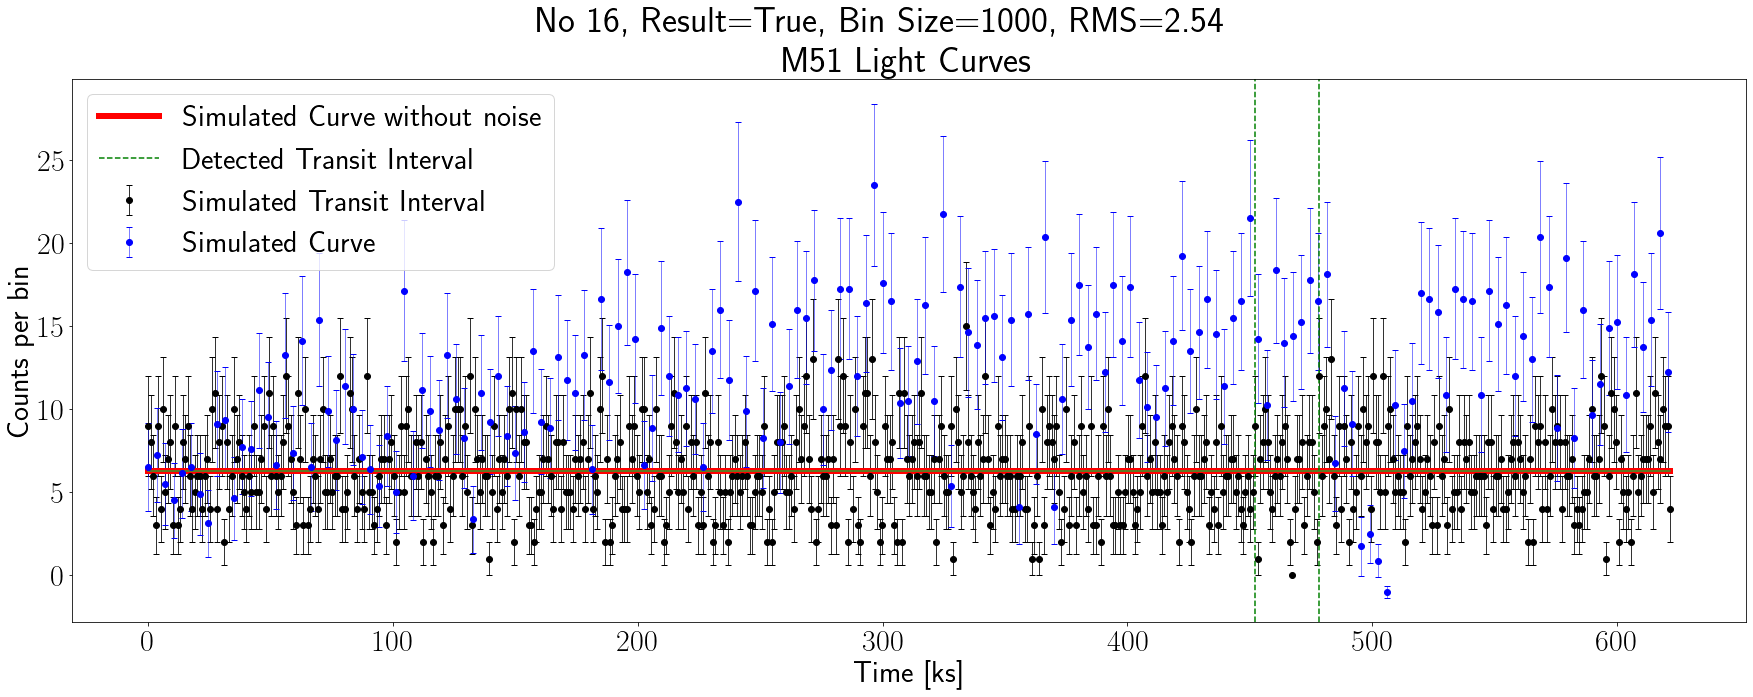 No 16, Result=True, Bin Size=1000, RMS=2.54
M51 Light Curves
Simulated Curve without noise
Detected Transit Interval
Simulated Transit Interval
Simulated Curve
Counts per bin
25
20
15
10
5
0
0 100 200 300 400 500 600
Time [ks]